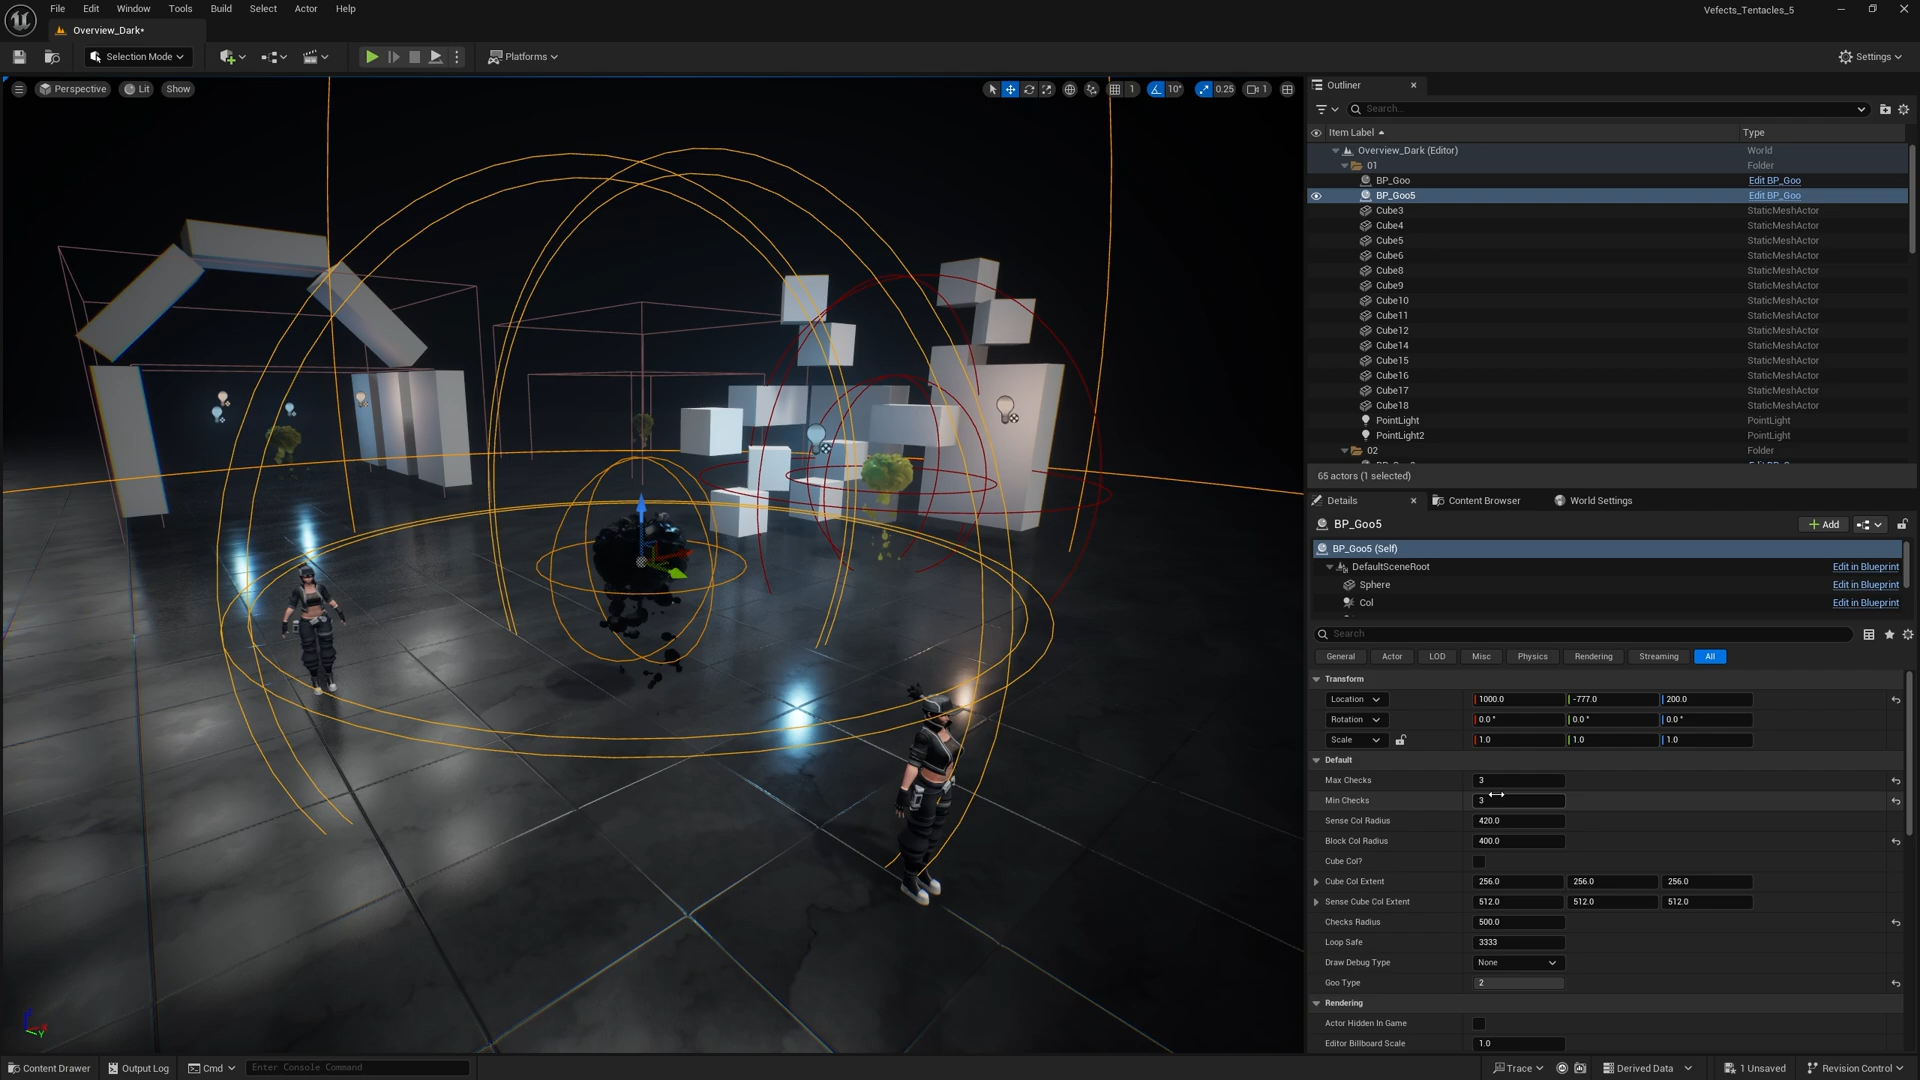 File Edit Window Tools Build Select Actor Help
Vefects_Tentacles_5
Overview_Dark*
Selection Mode
Platforms
Settings
Perspective Lit Show
1 10° 0.25 1
Outliner
Search...
Item Label Type
Overview_Dark (Editor) World
01 Folder
BP_Goo Edit BP_Goo
BP_Goo5 Edit BP_Goo
Cube3 StaticMeshActor
Cube4 StaticMeshActor
Cube5 StaticMeshActor
Cube6 StaticMeshActor
Cube8 StaticMeshActor
Cube9 StaticMeshActor
Cube10 StaticMeshActor
Cube11 StaticMeshActor
Cube12 StaticMeshActor
Cube14 StaticMeshActor
Cube15 StaticMeshActor
Cube16 StaticMeshActor
Cube17 StaticMeshActor
Cube18 StaticMeshActor
PointLight PointLight
PointLight2 PointLight
02 Folder
65 actors (1 selected)
Details Content Browser World Settings
BP_Goo5
Add
BP_Goo5 (Self)
DefaultSceneRoot Edit in Blueprint
Sphere Edit in Blueprint
Col Edit in Blueprint
Search
General Actor LOD Misc Physics Rendering Streaming All
Transform
Location 1000.0 -777.0 200.0
Rotation 0.0° 0.0° 0.0°
Scale 1.0 1.0 1.0
Default
Max Checks 3
Min Checks 3
Sense Col Radius 420.0
Block Col Radius 400.0
Cube Col?
Cube Col Extent 256.0 256.0 256.0
Sense Cube Col Extent 512.0 512.0 512.0
Checks Radius 500.0
Loop Safe 3333
Draw Debug Type None
Goo Type 2
Rendering
Actor Hidden In Game
Editor Billboard Scale 1.0
Content Drawer Output Log Cmd Enter Console Command
Trace Derived Data 1 Unsaved Revision Control